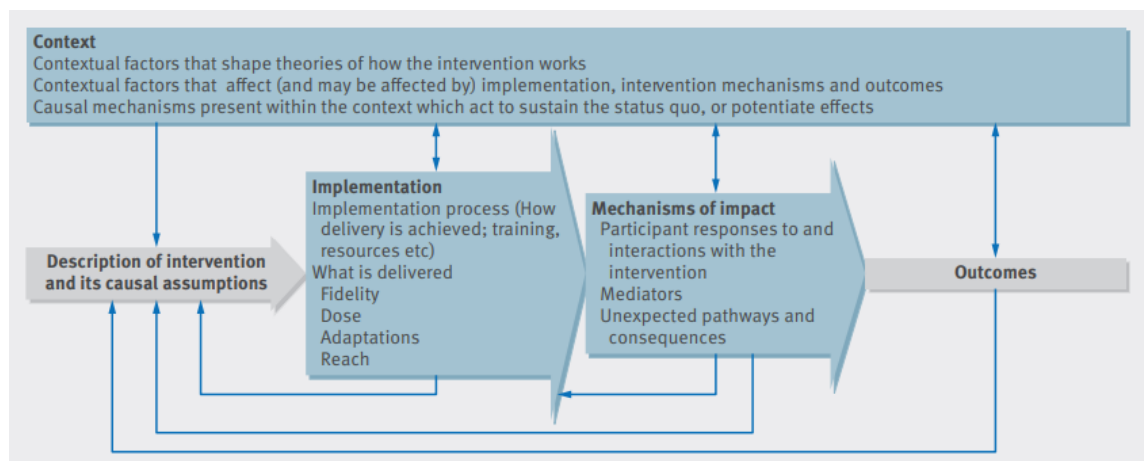 Context
Contextual factors that shape theories of how the intervention works
Contextual factors that affect (and may be affected by) implementation, intervention mechanisms and outcomes
Causal mechanisms present within the context which act to sustain the status quo, or potentiate effects
Description of intervention
and its causal assumptions
Implementation
Implementation process (How
delivery is achieved; training,
resources etc)
What is delivered
Fidelity
Dose
Adaptations
Reach
Mechanisms of impact
Participant responses to and
interactions with the
intervention
Mediators
Unexpected pathways and
consequences
Outcomes